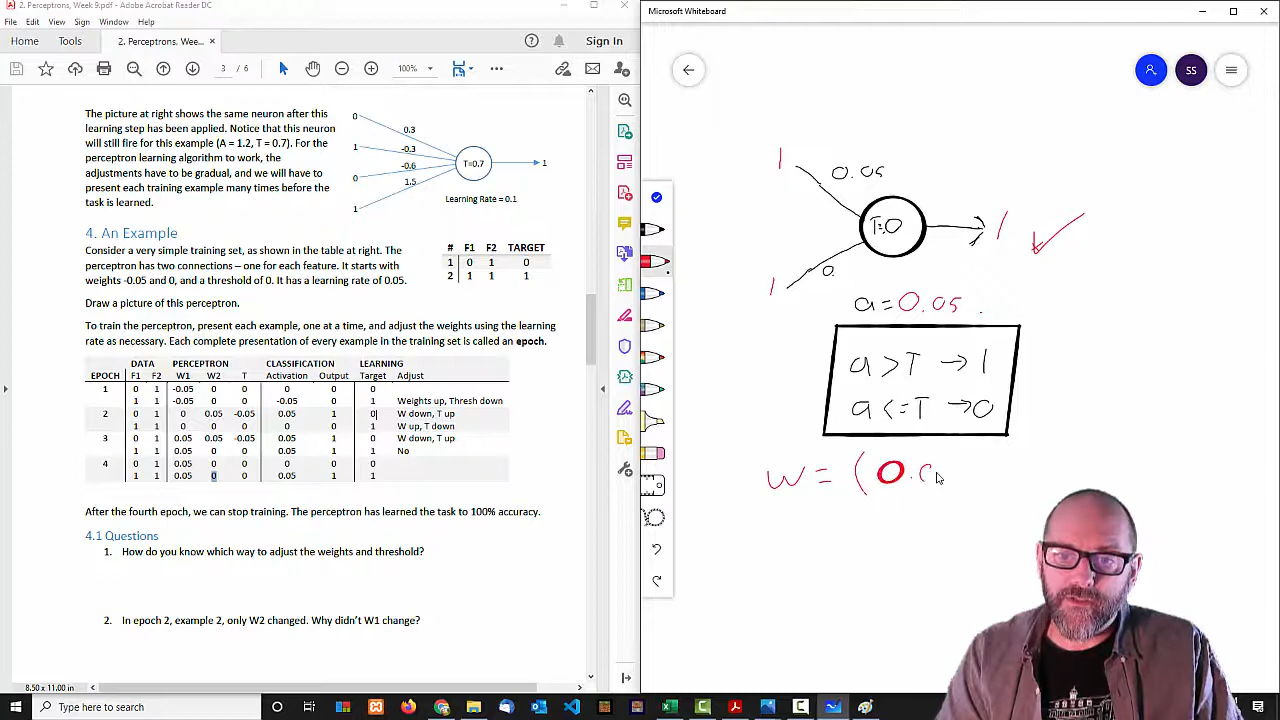 2. Perceptrons, Week 9.pdf - Adobe Acrobat Reader DC
File Edit View Sign Window Help
Home Tools 2. Perceptrons, Wee... × Sign In
3 / 6 100%
The picture at right shows the same neuron after this
learning step has been applied. Notice that this neuron
will still fire for this example (A = 1.2, T = 0.7). For the
perceptron learning algorithm to work, the
adjustments have to be gradual, and we will have to
present each training example many times before the
task is learned.
0
0.3
1
-0.3
T=0.7
1
-0.6
0
1.5
1
Learning Rate = 0.1
4. An Example
Consider a very simple training set, as shown in the table at right. The
perceptron has two connections – one for each feature. It starts with
weights -0.05 and 0, and a threshold of 0. It has a learning rate of 0.05.
# F1 F2 TARGET
1 0 1 0
2 1 1 1
Draw a picture of this perceptron.
To train the perceptron, present each example, one at a time, and adjust the weights using the learning
rate as necessary. Each complete presentation of every example in the training set is called an epoch.
DATA PERCEPTRON CLASSIFICATION LEARNING
EPOCH F1 F2 W1 W2 T Activation Output Target Adjust
1 0 1 -0.05 0 0 0 0 0
1 1 -0.05 0 0 -0.05 0 1 Weights up, Thresh down
2 0 1 0 0.05 -0.05 0.05 1 0 W down, T up
1 1 0 0 0 0 0 1 W up, T down
3 0 1 0.05 0.05 -0.05 0.05 1 0 W down, T up
1 1 0.05 0 0 0.05 1 1 No
4 0 1 0.05 0 0 0 0 0
1 1 0.05 0 0 0.05 1 1
After the fourth epoch, we can stop training. The perceptron has learned the task to 100% accuracy.
4.1 Questions
1. How do you know which way to adjust the weights and threshold?
2. In epoch 2, example 2, only W2 changed. Why didn't W1 change?
8.50 x 11.00 in
Microsoft Whiteboard
SS
1
0.05
T=0
1
0
1
a = 0.05
a > T → 1
a <= T → 0
w = ( 0.
Type here to search